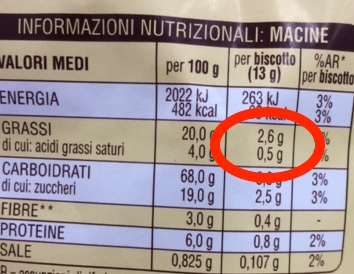 INFORMAZIONI NUTRIZIONALI: MACINE
VALORI MEDI per 100 g per biscotto (13 g) %AR* per biscotto
ENERGIA 2022 kJ 263 kJ 3%
482 kcal kcal 3%
GRASSI 20,0 g 2,6 g
di cui: acidi grassi saturi 4,0 g 0,5 g
CARBOIDRATI 68,0 g 3%
di cui: zuccheri 19,0 g 2,5 g 3%
FIBRE** 3,0 g 0,4 g -
PROTEINE 6,0 g 0,8 g 2%
SALE 0,825 g 0,107 g 2%